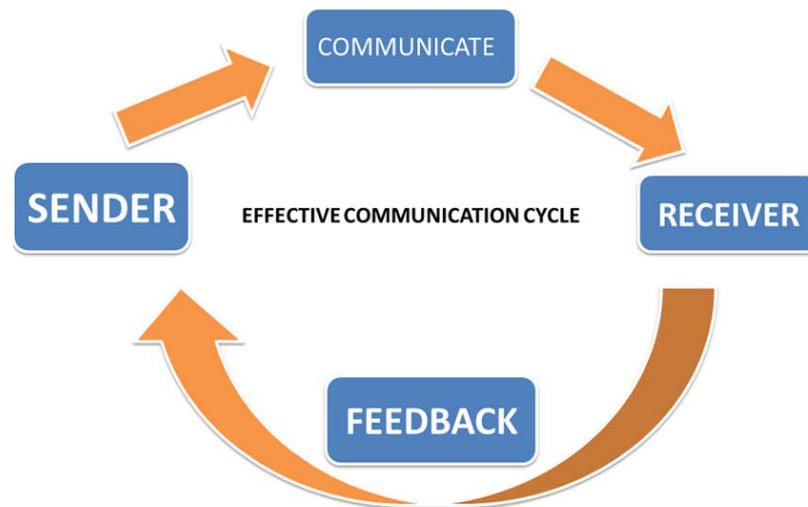 COMMUNICATE
SENDER
EFFECTIVE COMMUNICATION CYCLE
RECEIVER
FEEDBACK